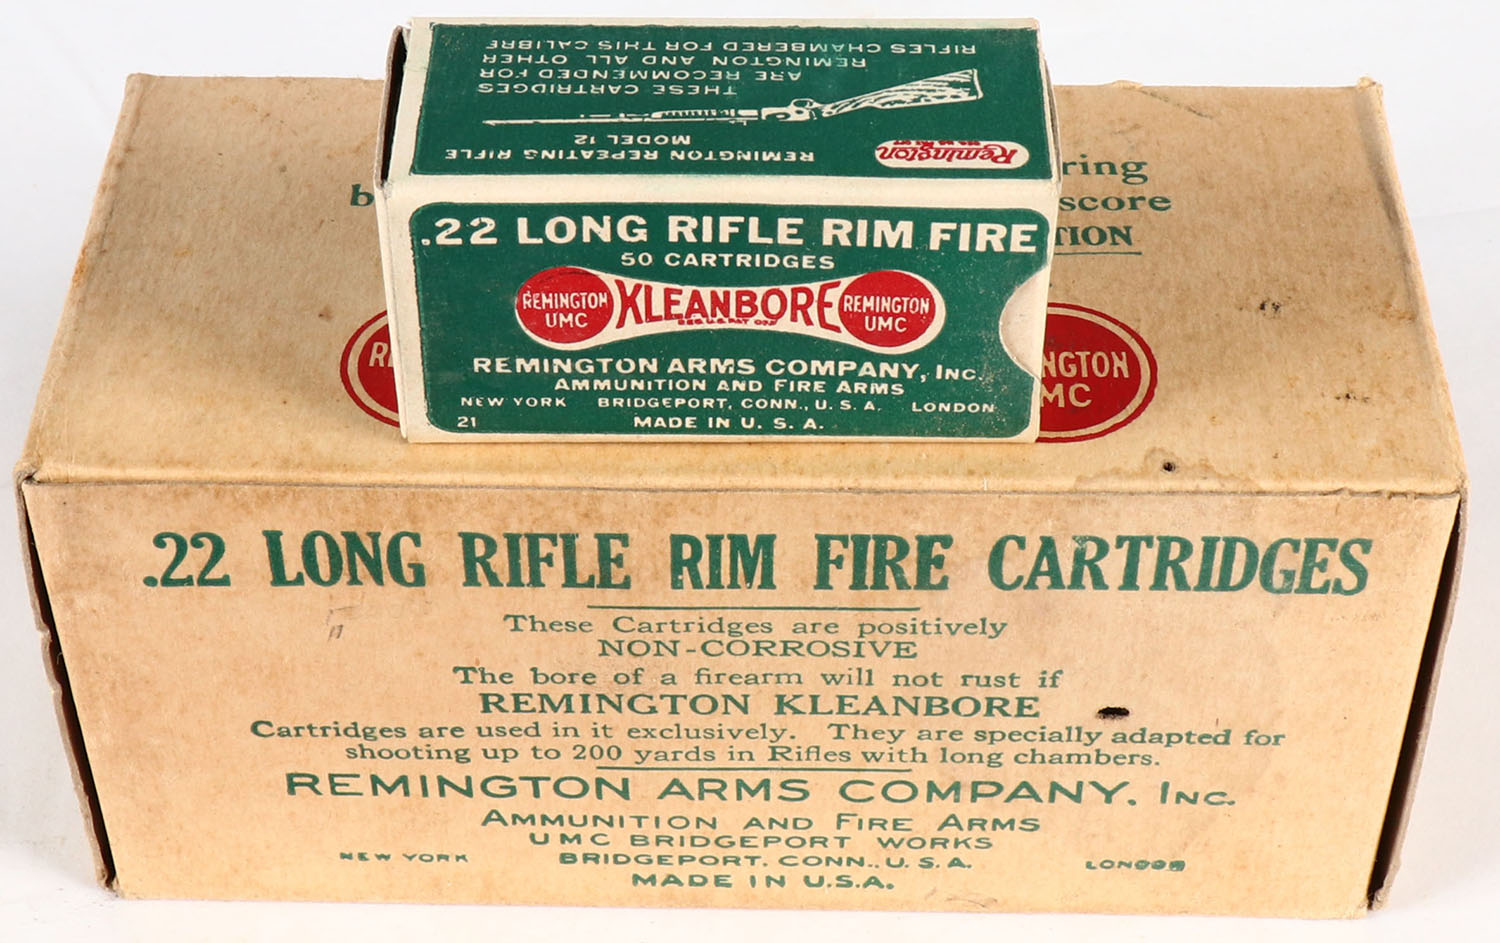 RIFLES CHAMBERED FOR THIS CALIBRE
REMINGTON AND ALL OTHER
ARE RECOMMENDED FOR
THESE CARTRIDGES
MODEL 12
REMINGTON REPEATING RIFLE
Remington
.22 LONG RIFLE RIM FIRE
50 CARTRIDGES
REMINGTON UMC
KLEANBORE
REG. U.S. PAT. OFF.
REMINGTON UMC
REMINGTON ARMS COMPANY, INC.
AMMUNITION AND FIRE ARMS
NEW YORK BRIDGEPORT, CONN., U. S. A. LONDON
21 MADE IN U. S. A.
ring
b score
TION
R NGTON
MC
.22 LONG RIFLE RIM FIRE CARTRIDGES
These Cartridges are positively
NON-CORROSIVE
The bore of a firearm will not rust if
REMINGTON KLEANBORE
Cartridges are used in it exclusively. They are specially adapted for
shooting up to 200 yards in Rifles with long chambers.
REMINGTON ARMS COMPANY, INC.
AMMUNITION AND FIRE ARMS
UMC BRIDGEPORT WORKS
NEW YORK BRIDGEPORT, CONN., U. S. A. LONDON
MADE IN U.S.A.